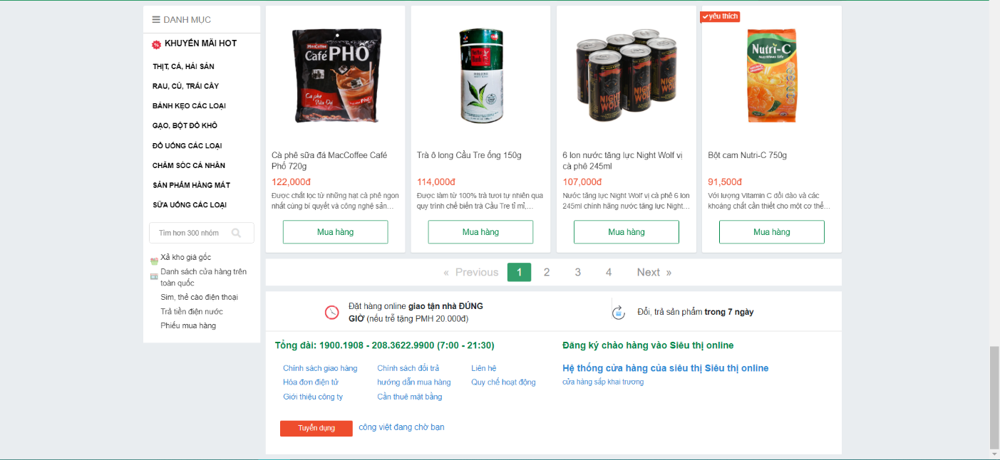 DANH MỤC
KHUYẾN MÃI HOT
THỊT, CÁ, HẢI SẢN
RAU, CỦ, TRÁI CÂY
BÁNH KẸO CÁC LOẠI
GẠO, BỘT ĐỒ KHÔ
ĐỒ UỐNG CÁC LOẠI
CHĂM SÓC CÁ NHÂN
SẢN PHẨM HÀNG MÁT
SỮA UỐNG CÁC LOẠI
Tìm hơn 300 nhóm
Xả kho giá gốc
Danh sách cửa hàng trên
toàn quốc
Sim, thẻ cào điện thoại
Trả tiền điện nước
Phiếu mua hàng
MacCoffee
Café PHỐ
Cà phê
Sữa Đá
Cà phê sữa đá MacCoffee Café
Phố 720g
122,000đ
Được chất lọc từ những hạt cà phê ngon
nhất cùng bí quyết và công nghệ sản...
Mua hàng
OOLONG
Trà ô long Cầu Tre ống 150g
114,000đ
Được làm từ 100% trà tươi tự nhiên qua
quy trình chế biến trà Cầu Tre tỉ mỉ,...
Mua hàng
NIGHT
WOLF
6 lon nước tăng lực Night Wolf vị
cà phê 245ml
107,000đ
Nước tăng lực Night Wolf vị cà phê 6 lon
245ml chính hãng nước tăng lực Night...
Mua hàng
yêu thích
Nutri-C
Nutritious Life
Bột cam Nutri-C 750g
91,500đ
Với lượng Vitamin C dồi dào và các
khoáng chất cần thiết cho một cơ thể...
Mua hàng
« Previous 1 2 3 4 Next »
Đặt hàng online giao tận nhà ĐÚNG
GIỜ (nếu trễ tặng PMH 20.000đ)
Đổi, trả sản phẩm trong 7 ngày
Tổng đài: 1900.1908 - 208.3622.9900 (7:00 - 21:30)
Chính sách giao hàng
Chính sách đổi trả
Liên hệ
Hóa đơn điện tử
hướng dẫn mua hàng
Quy chế hoạt động
Giới thiệu công ty
Cần thuê mặt bằng
Tuyển dụng
công việt đang chờ bạn
Đăng ký chào hàng vào Siêu thị online
Hệ thống cửa hàng của siêu thị Siêu thị online
cửa hàng sắp khai trương